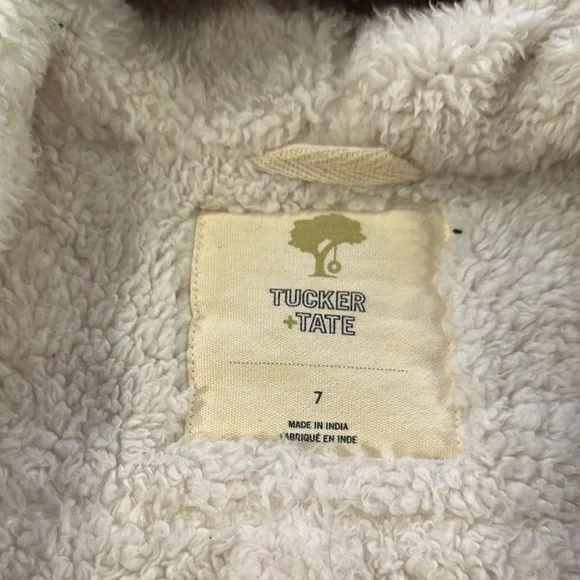 TUCKER
+TATE
7
MADE IN INDIA
FABRIQUÉ EN INDE